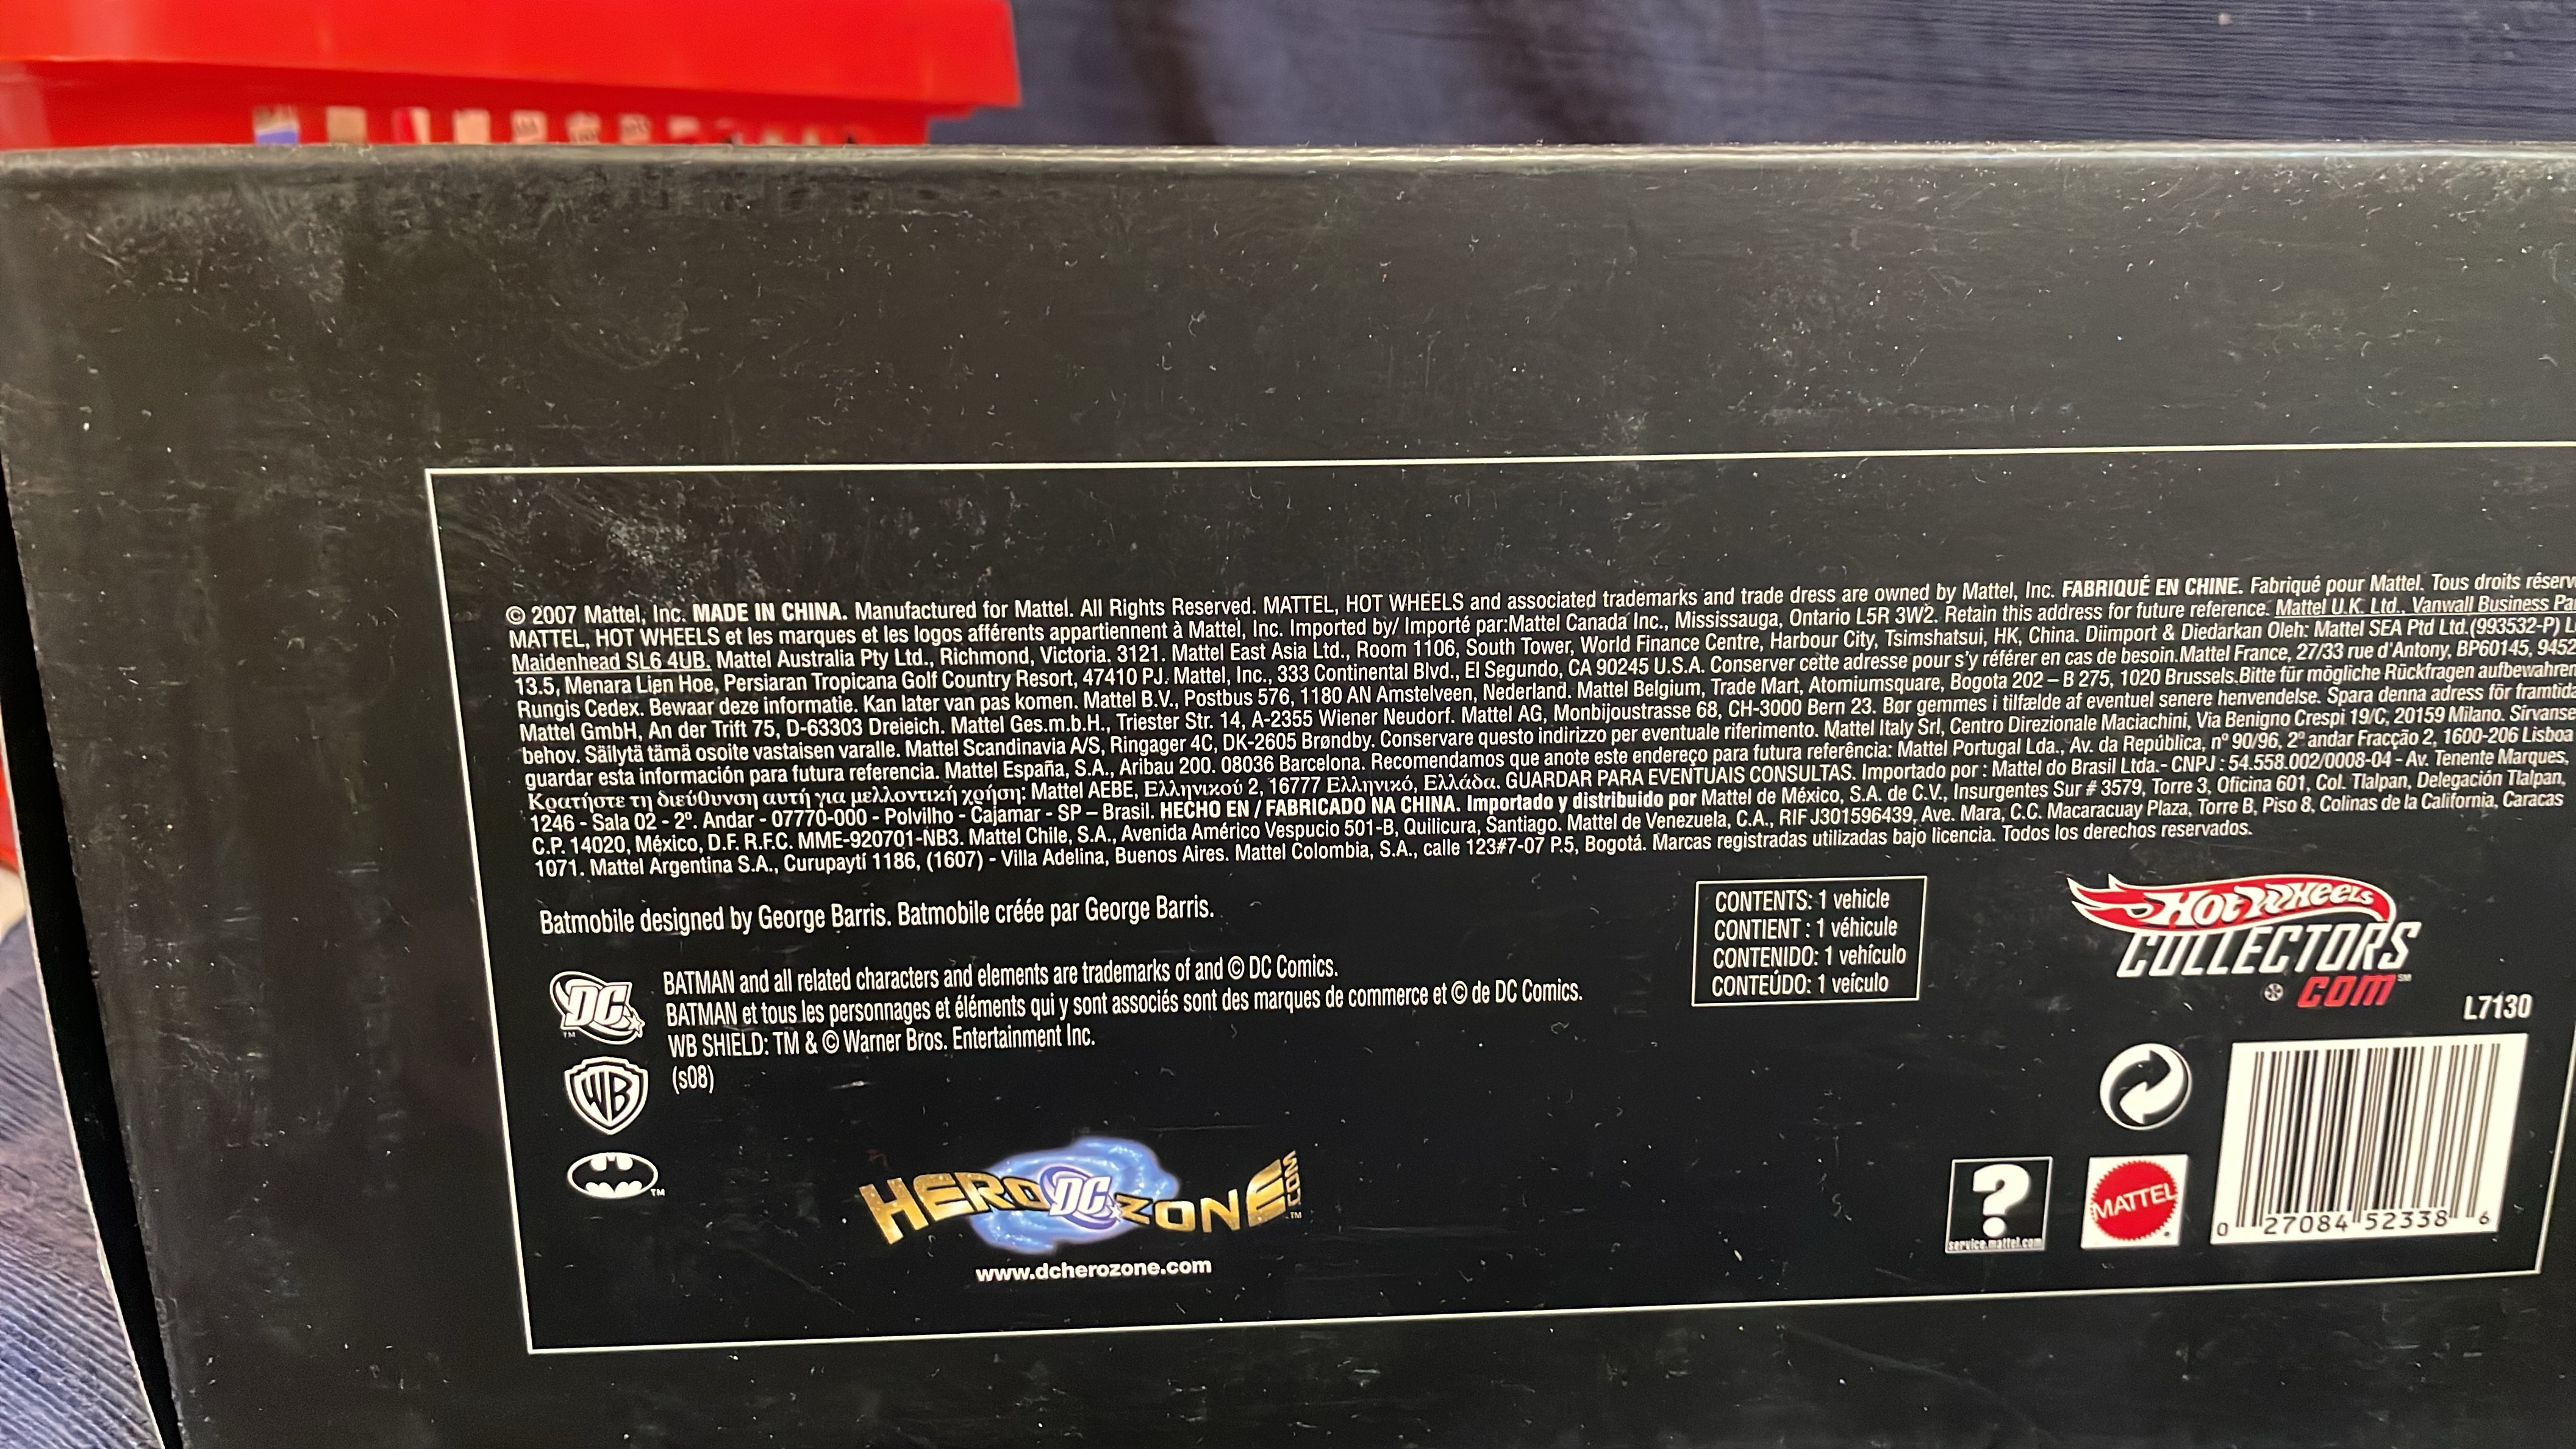 © 2007 Mattel, Inc. MADE IN CHINA. Manufactured for Mattel. All Rights Reserved. MATTEL, HOT WHEELS and associated trademarks and trade dress are owned by Mattel, Inc. FABRIQUÉ EN CHINE. Fabriqué pour Mattel. Tous droits réserv
MATTEL, HOT WHEELS et les marques et les logos afférents appartiennent à Mattel, Inc. Imported by/ Importé par:Mattel Canada Inc., Mississauga, Ontario L5R 3W2. Retain this address for future reference. Mattel U.K. Ltd., Vanwall Business Pa
Maidenhead SL6 4UB. Mattel Australia Pty Ltd., Richmond, Victoria. 3121. Mattel East Asia Ltd., Room 1106, South Tower, World Finance Centre, Harbour City, Tsimshatsui, HK, China. Diimport & Diedarkan Oleh: Mattel SEA Ptd Ltd.(993532-P) L
13.5, Menara Lien Hoe, Persiaran Tropicana Golf Country Resort, 47410 PJ. Mattel, Inc., 333 Continental Blvd., El Segundo, CA 90245 U.S.A. Conserver cette adresse pour s'y référer en cas de besoin.Mattel France, 27/33 rue d'Antony, BP60145, 9452
Rungis Cedex. Bewaar deze informatie. Kan later van pas komen. Mattel B.V., Postbus 576, 1180 AN Amstelveen, Nederland. Mattel Belgium, Trade Mart, Atomiumsquare, Bogota 202 – B 275, 1020 Brussels.Bitte für mögliche Rückfragen aufbewahren
Mattel GmbH, An der Trift 75, D-63303 Dreieich. Mattel Ges.m.b.H., Triester Str. 14, A-2355 Wiener Neudorf. Mattel AG, Monbijoustrasse 68, CH-3000 Bern 23. Bør gemmes i tilfælde af eventuel senere henvendelse. Spara denna adress för framtida
behov. Säilytä tämä osoite vastaisen varalle. Mattel Scandinavia A/S, Ringager 4C, DK-2605 Brøndby. Conservare questo indirizzo per eventuale riferimento. Mattel Italy Srl, Centro Direzionale Maciachini, Via Benigno Crespi 19/C, 20159 Milano. Sírvanse
guardar esta información para futura referencia. Mattel España, S.A., Aribau 200. 08036 Barcelona. Recomendamos que anote este endereço para futura referência: Mattel Portugal Lda., Av. da República, nº 90/96, 2º andar Fracção 2, 1600-206 Lisboa
Κρατήστε τη διεύθυνση αυτή για μελλοντική χρήση: Mattel AEBE, Ελληνικού 2, 16777 Ελληνικό, Ελλάδα. GUARDAR PARA EVENTUAIS CONSULTAS. Importado por : Mattel do Brasil Ltda.- CNPJ : 54.558.002/0008-04 - Av. Tenente Marques,
1246 - Sala 02 - 2º. Andar - 07770-000 - Polvilho - Cajamar - SP – Brasil. HECHO EN / FABRICADO NA CHINA. Importado y distribuido por Mattel de México, S.A. de C.V., Insurgentes Sur # 3579, Torre 3, Oficina 601, Col. Tlalpan, Delegación Tlalpan,
C.P. 14020, México, D.F. R.F.C. MME-920701-NB3. Mattel Chile, S.A., Avenida Américo Vespucio 501-B, Quilicura, Santiago. Mattel de Venezuela, C.A., RIF J301596439, Ave. Mara, C.C. Macaracuay Plaza, Torre B, Piso 8, Colinas de la California, Caracas
1071. Mattel Argentina S.A., Curupaytí 1186, (1607) - Villa Adelina, Buenos Aires. Mattel Colombia, S.A., calle 123#7-07 P.5, Bogotá. Marcas registradas utilizadas bajo licencia. Todos los derechos reservados.
Batmobile designed by George Barris. Batmobile créée par George Barris.
DC™
BATMAN and all related characters and elements are trademarks of and © DC Comics.
BATMAN et tous les personnages et éléments qui y sont associés sont des marques de commerce et © de DC Comics.
WB SHIELD: TM & © Warner Bros. Entertainment Inc.
(s08)
WB
™
HERO DC ZONE.COM™
www.dcherozone.com
CONTENTS: 1 vehicle
CONTIENT : 1 véhicule
CONTENIDO: 1 vehículo
CONTEÚDO: 1 veículo
Hot Wheels
COLLECTORS
.COM℠
L7130
?
service.mattel.com
MATTEL
0 27084 52338 6